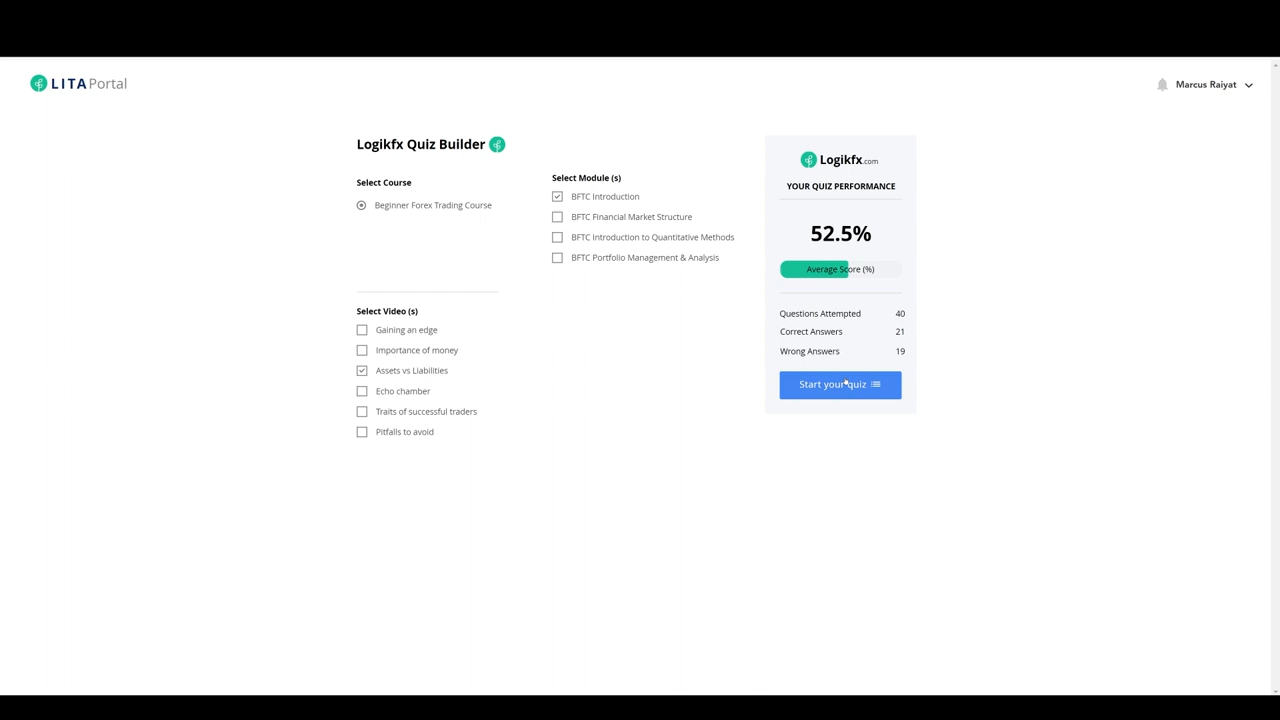 LITA Portal
Marcus Raiyat
Logikfx Quiz Builder
Select Course
Beginner Forex Trading Course
Select Module (s)
BFTC Introduction
BFTC Financial Market Structure
BFTC Introduction to Quantitative Methods
BFTC Portfolio Management & Analysis
Select Video (s)
Gaining an edge
Importance of money
Assets vs Liabilities
Echo chamber
Traits of successful traders
Pitfalls to avoid
Logikfx.com
YOUR QUIZ PERFORMANCE
52.5%
Average Score (%)
Questions Attempted 40
Correct Answers 21
Wrong Answers 19
Start your quiz